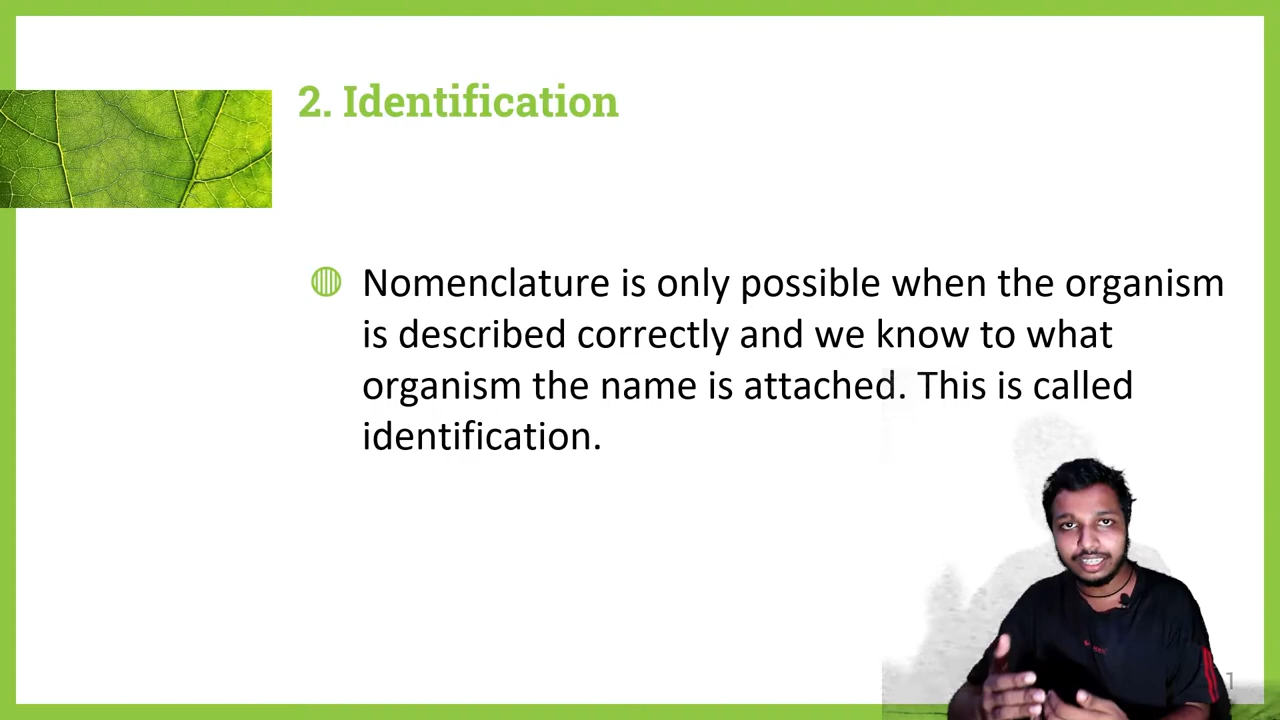 2. Identification
Nomenclature is only possible when the organism
is described correctly and we know to what
organism the name is attached. This is called
identification.
1